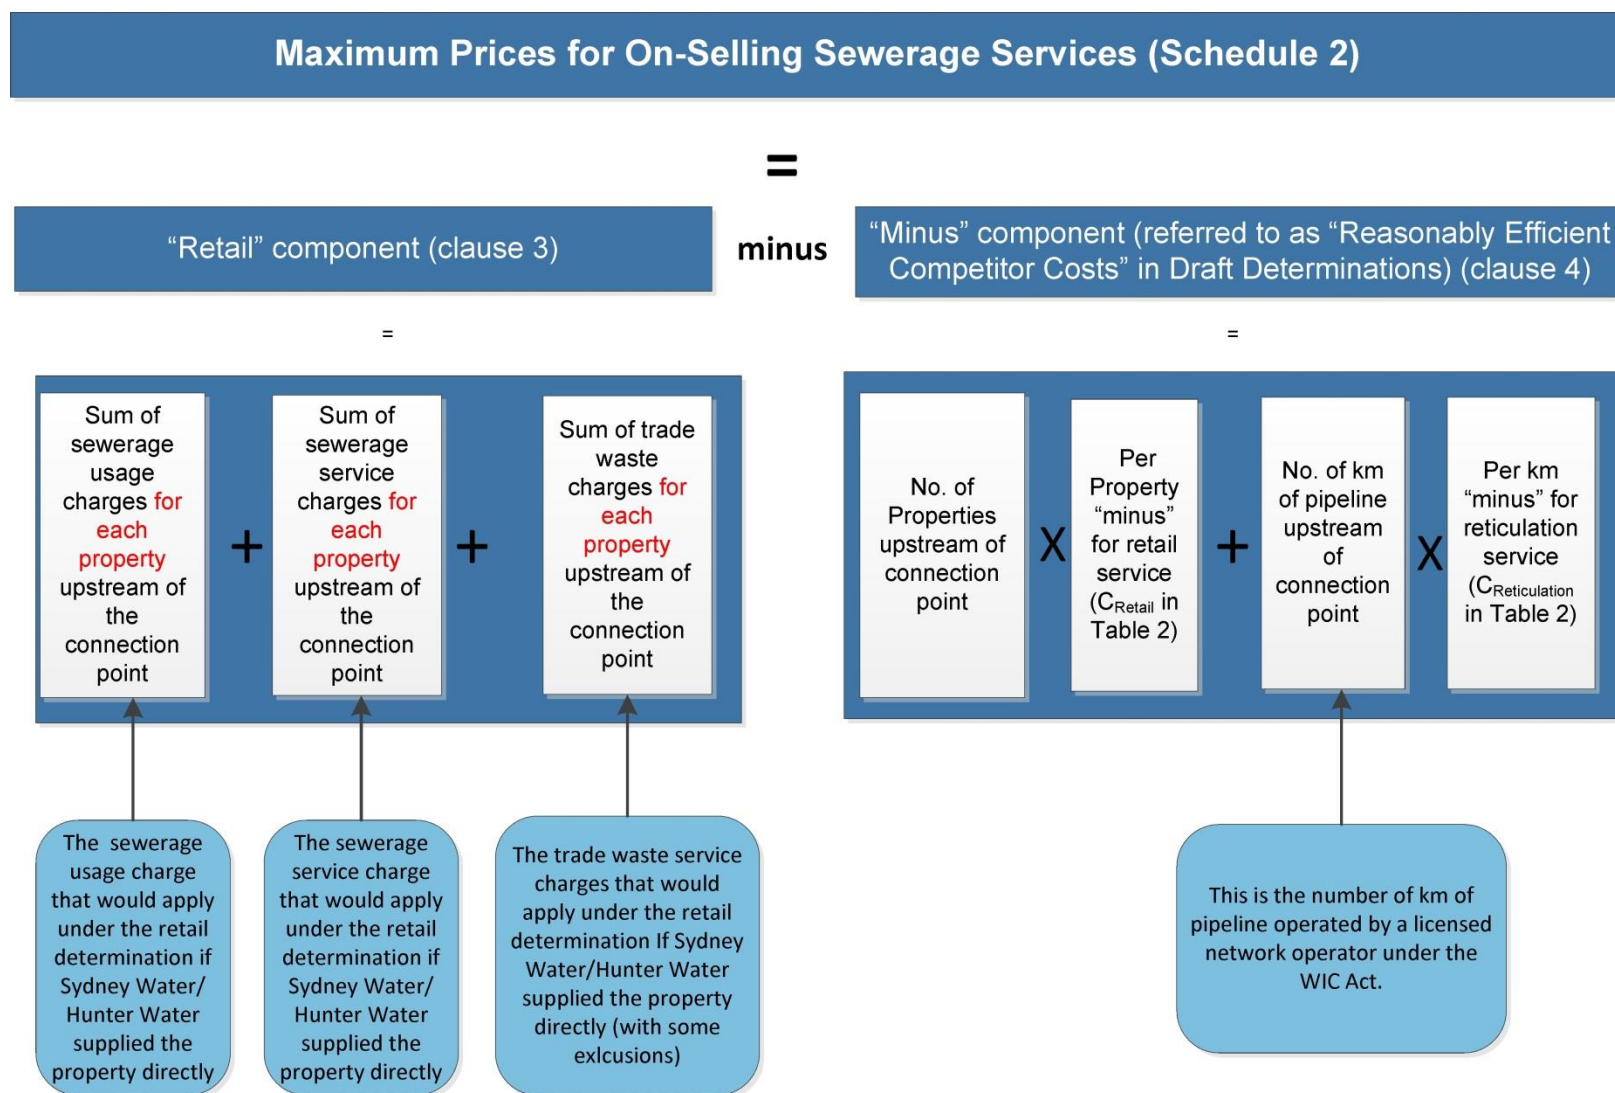 Maximum Prices for On-Selling Sewerage Services (Schedule 2)
=
“Retail” component (clause 3)
minus
“Minus” component (referred to as “Reasonably Efficient
Competitor Costs” in Draft Determinations) (clause 4)
=
=
Sum of
sewerage
usage
charges for
each
property
upstream of
the
connection
point
+
Sum of
sewerage
service
charges for
each
property
upstream of
the
connection
point
+
Sum of trade
waste
charges for
each
property
upstream of
the
connection
point
No. of
Properties
upstream of
connection
point
X
Per
Property
“minus”
for retail
service
(CRetail in
Table 2)
+
No. of km
of pipeline
upstream
of
connection
point
X
Per km
“minus” for
reticulation
service
(CReticulation
in Table 2)
The sewerage
usage charge
that would apply
under the retail
determination if
Sydney Water/
Hunter Water
supplied the
property directly
The sewerage
service charge
that would apply
under the retail
determination if
Sydney Water/
Hunter Water
supplied the
property directly
The trade waste service
charges that would
apply under the retail
determination If Sydney
Water/Hunter Water
supplied the property
directly (with some
exlcusions)
This is the number of km of
pipeline operated by a licensed
network operator under the
WIC Act.